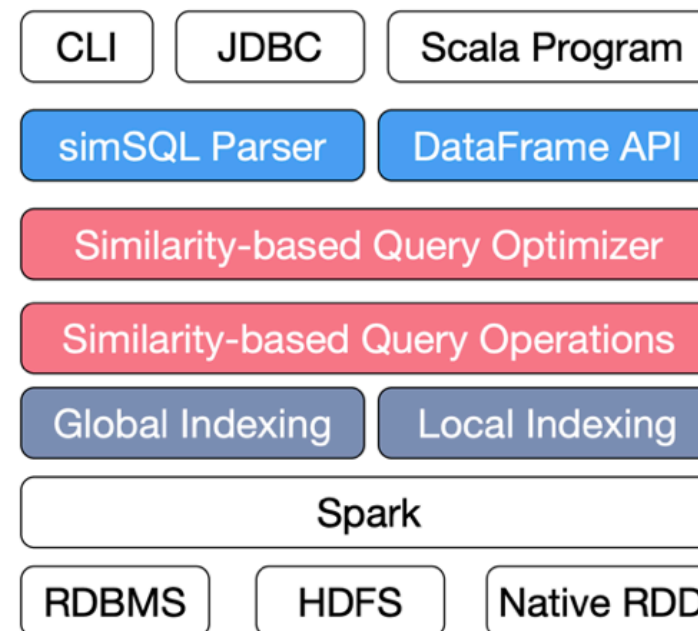 CLI JDBC Scala Program
simSQL Parser DataFrame API
Similarity-based Query Optimizer
Similarity-based Query Operations
Global Indexing Local Indexing
Spark
RDBMS HDFS Native RDD